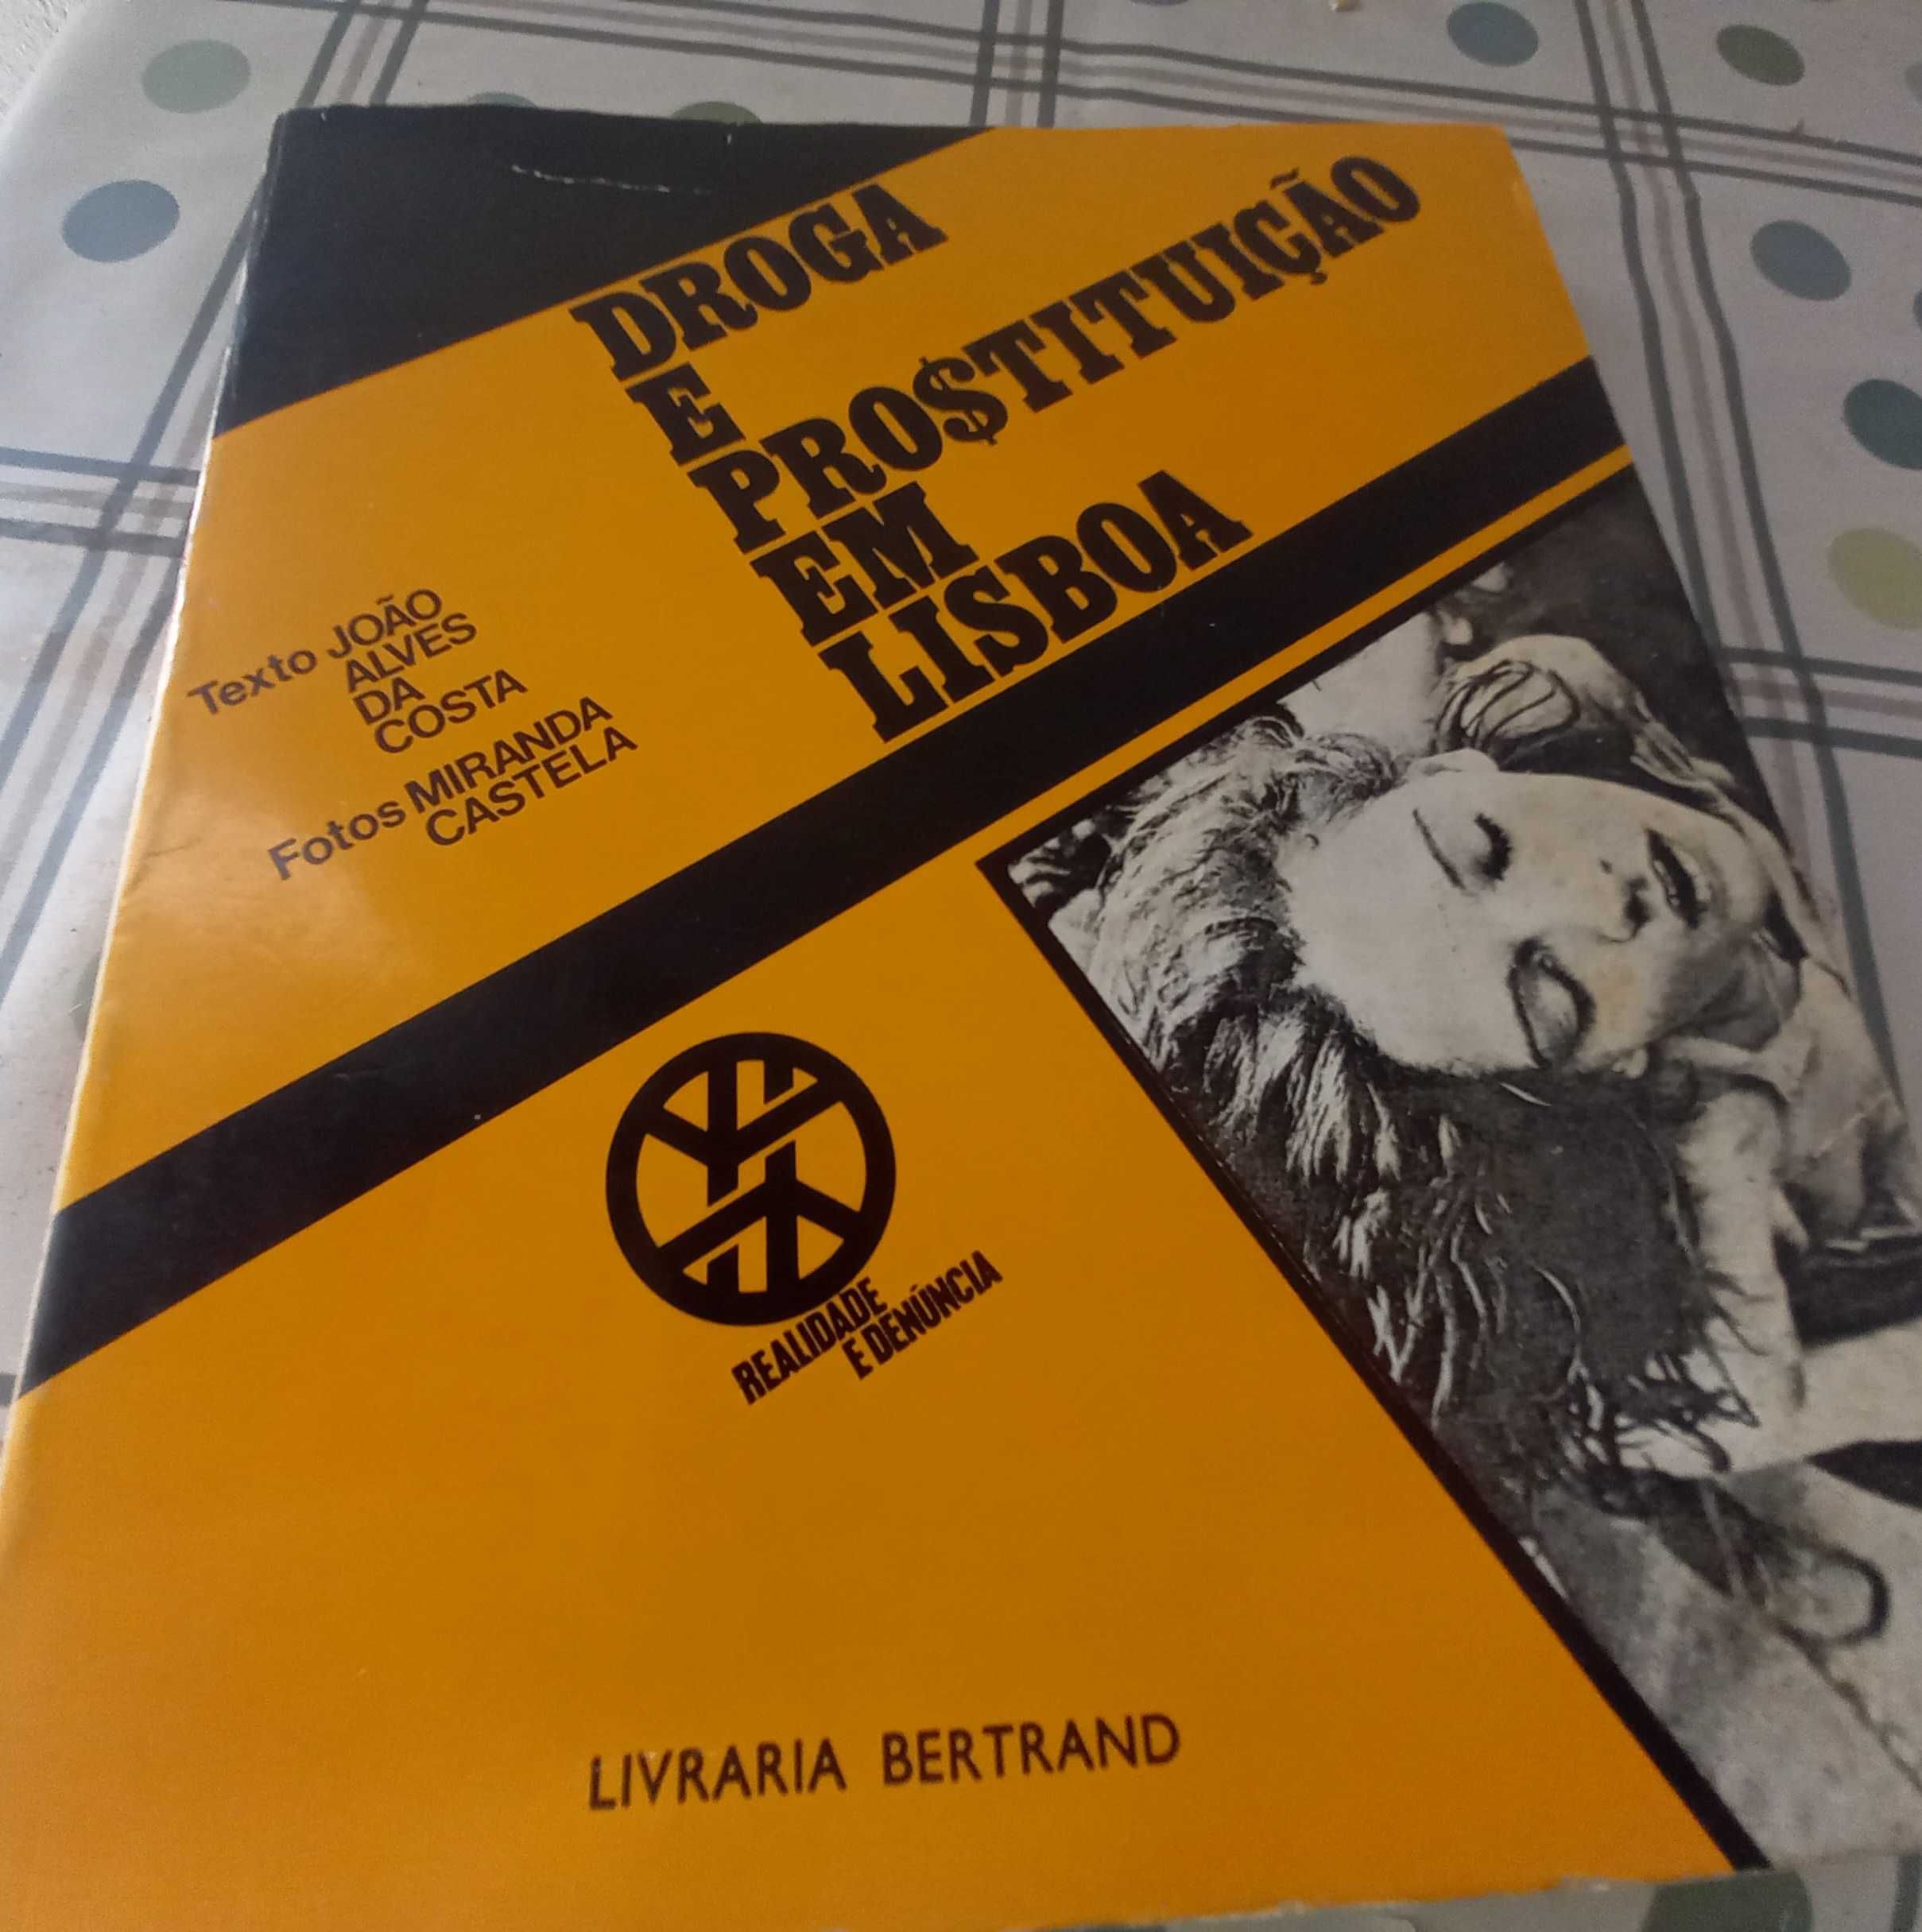 DROGA
E
PRO$TITUIÇÃO
EM
LISBOA
Texto JOÃO
ALVES
DA
COSTA
Fotos MIRANDA
CASTELA
REALIDADE
E DENÚNCIA
LIVRARIA BERTRAND